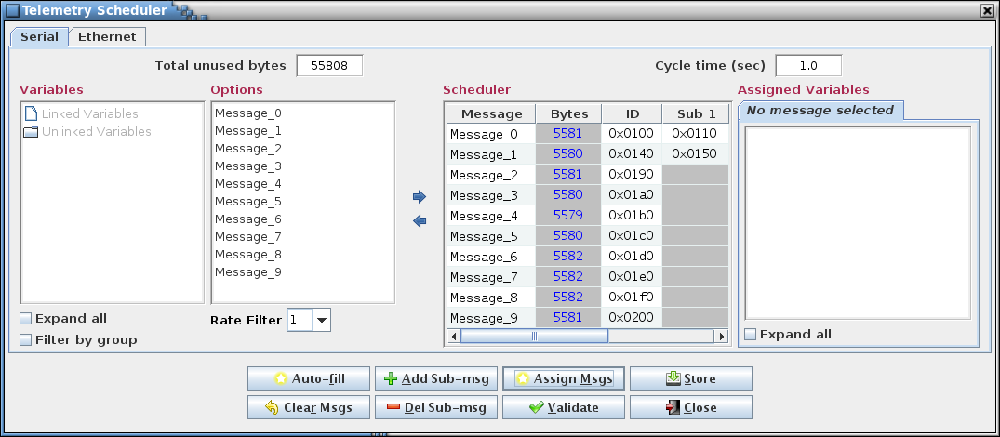 Telemetry Scheduler
Serial Ethernet
Total unused bytes 55808 Cycle time (sec) 1.0
Variables Options Scheduler Assigned Variables
Linked Variables
Unlinked Variables
Message_0
Message_1
Message_2
Message_3
Message_4
Message_5
Message_6
Message_7
Message_8
Message_9
Message Bytes ID Sub 1
Message_0 5581 0x0100 0x0110
Message_1 5580 0x0140 0x0150
Message_2 5581 0x0190
Message_3 5580 0x01a0
Message_4 5579 0x01b0
Message_5 5580 0x01c0
Message_6 5582 0x01d0
Message_7 5582 0x01e0
Message_8 5582 0x01f0
Message_9 5581 0x0200
No message selected
Expand all
Filter by group
Rate Filter 1
Expand all
Auto-fill Add Sub-msg Assign Msgs Store
Clear Msgs Del Sub-msg Validate Close